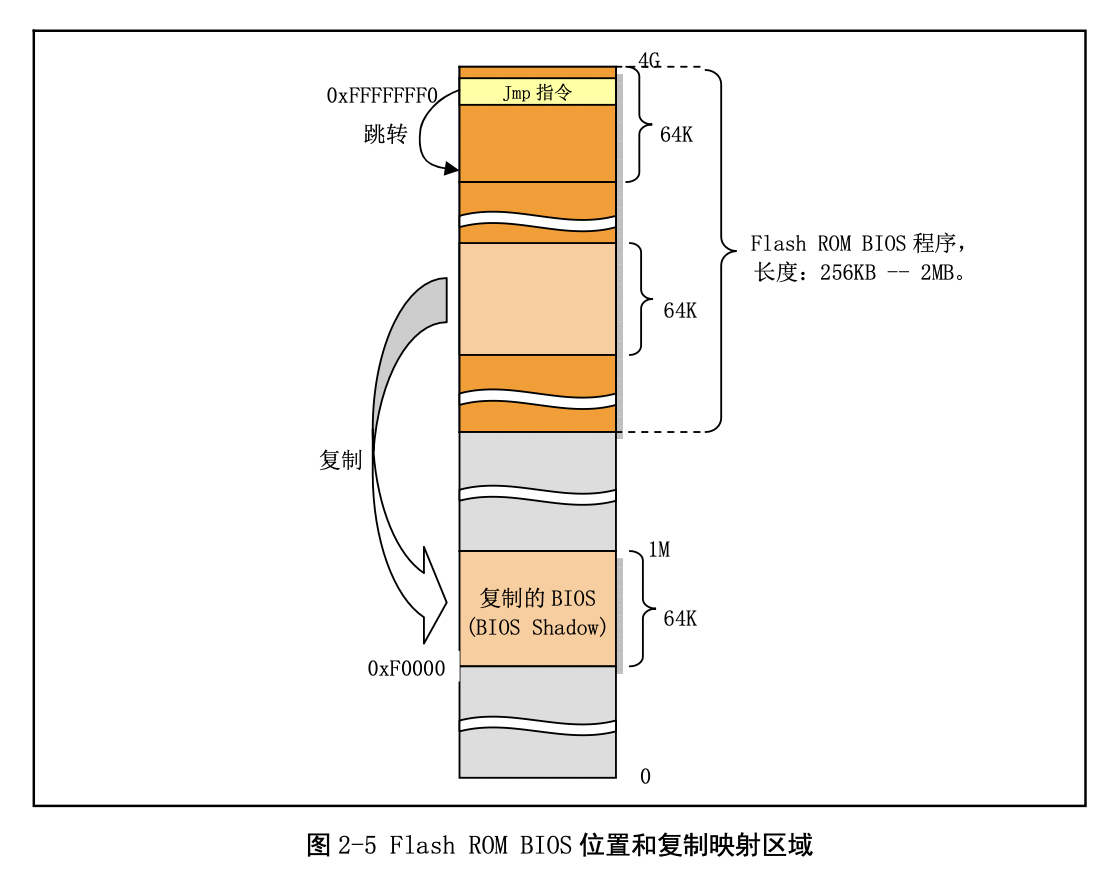 4G
0xFFFFFFF0
Jmp 指令
跳转
64K
Flash ROM BIOS 程序，
长度：256KB -- 2MB。
64K
复制
1M
复制的 BIOS
(BIOS Shadow)
64K
0xF0000
0
图 2-5 Flash ROM BIOS 位置和复制映射区域